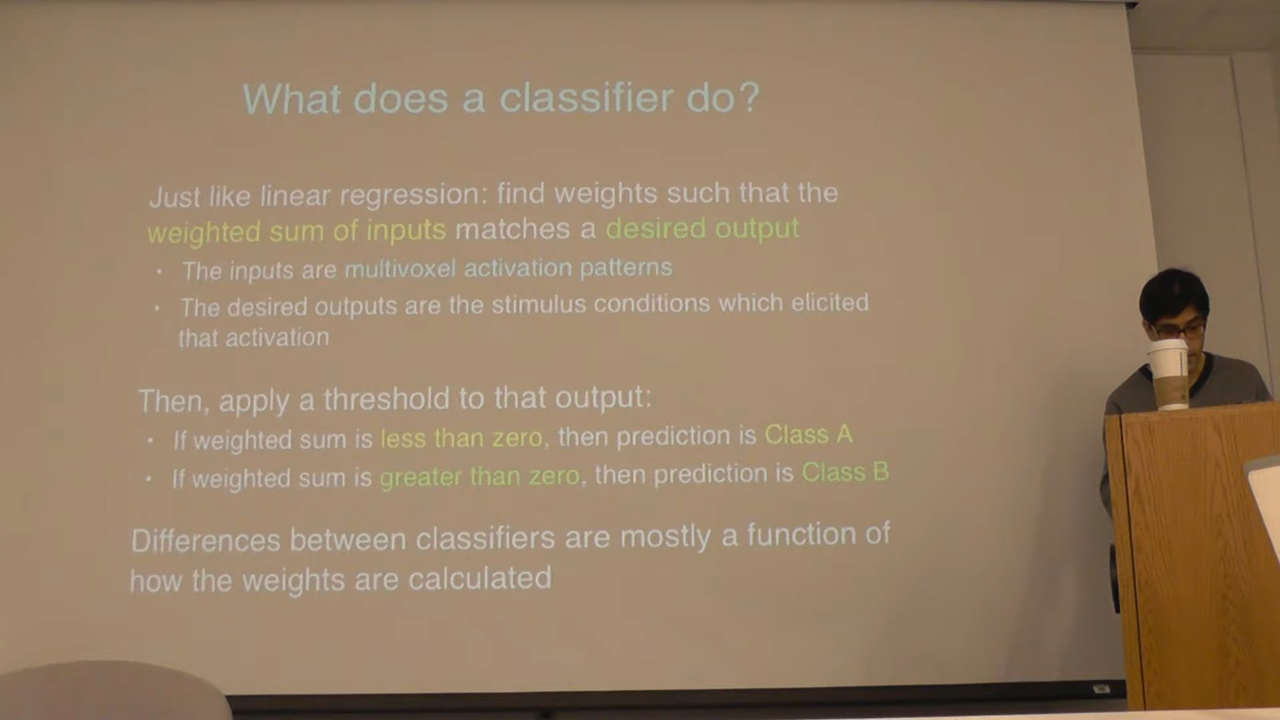 What does a classifier do?
Just like linear regression: find weights such that the
weighted sum of inputs matches a desired output
• The inputs are multivoxel activation patterns
• The desired outputs are the stimulus conditions which elicited
that activation
Then, apply a threshold to that output:
• If weighted sum is less than zero, then prediction is Class A
• If weighted sum is greater than zero, then prediction is Class B
Differences between classifiers are mostly a function of
how the weights are calculated